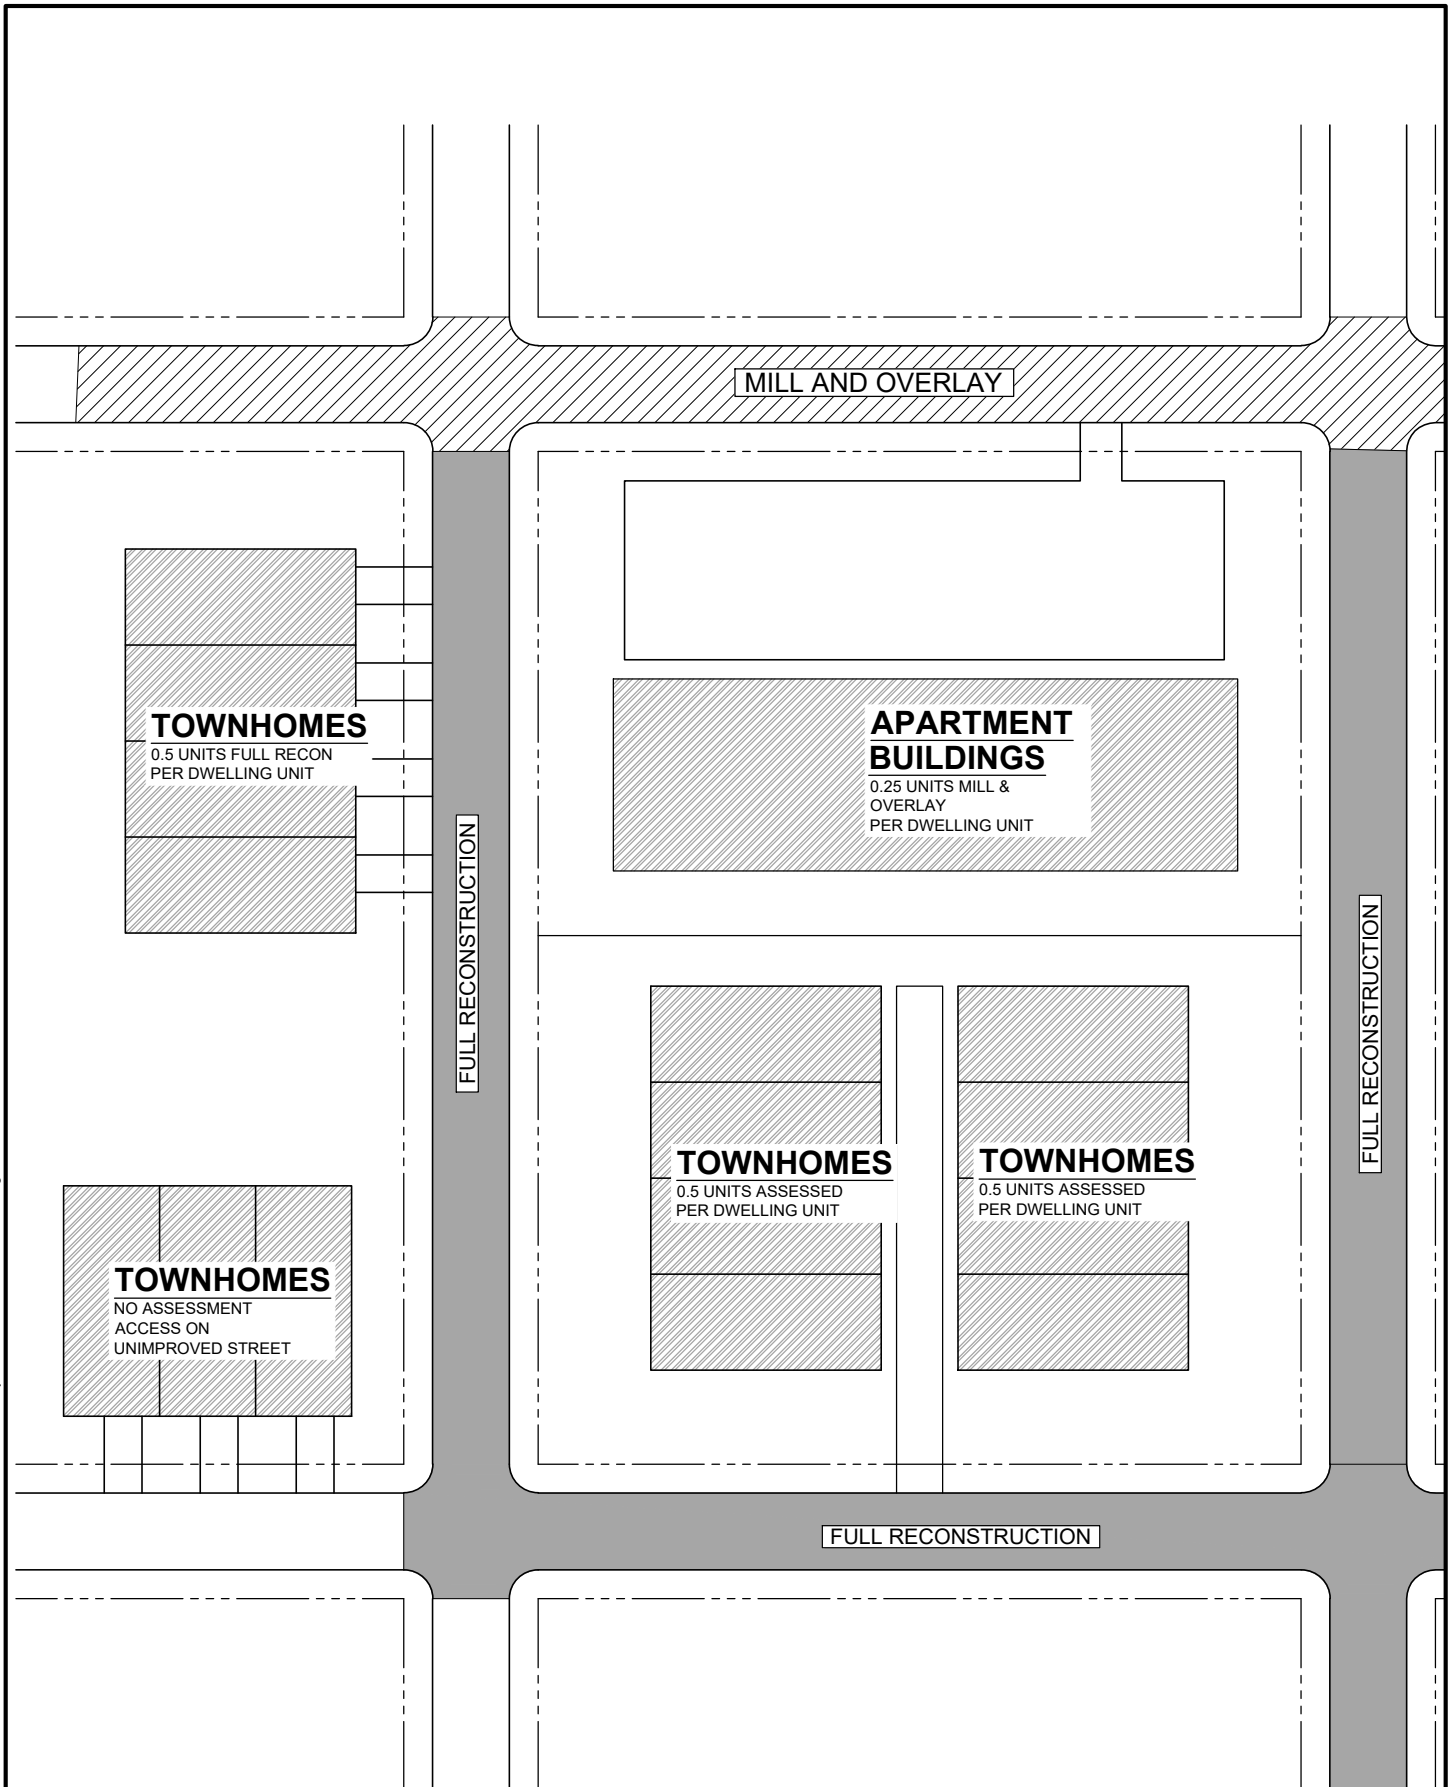 MILL AND OVERLAY
TOWNHOMES
0.5 UNITS FULL RECON
PER DWELLING UNIT
APARTMENT
BUILDINGS
0.25 UNITS MILL &
OVERLAY
PER DWELLING UNIT
FULL RECONSTRUCTION
FULL RECONSTRUCTION
TOWNHOMES
0.5 UNITS ASSESSED
PER DWELLING UNIT
TOWNHOMES
0.5 UNITS ASSESSED
PER DWELLING UNIT
TOWNHOMES
NO ASSESSMENT
ACCESS ON
UNIMPROVED STREET
FULL RECONSTRUCTION